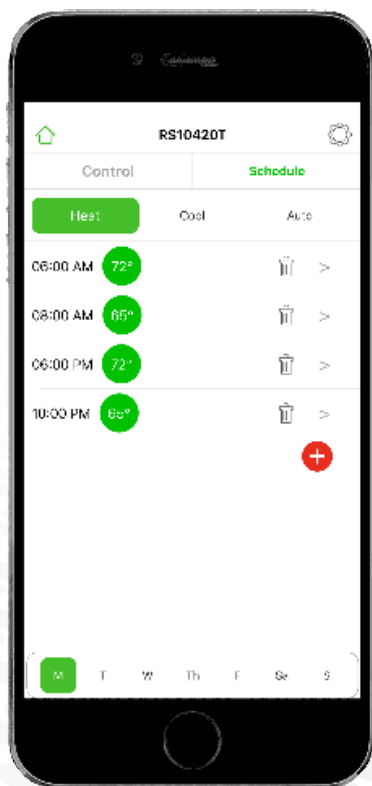 RS10420T
Control Schedule
Heat Cool Auto
06:00 AM 72° >
08:00 AM 65° >
06:00 PM 72° >
10:00 PM 65° >
+
M T W Th F Sa S